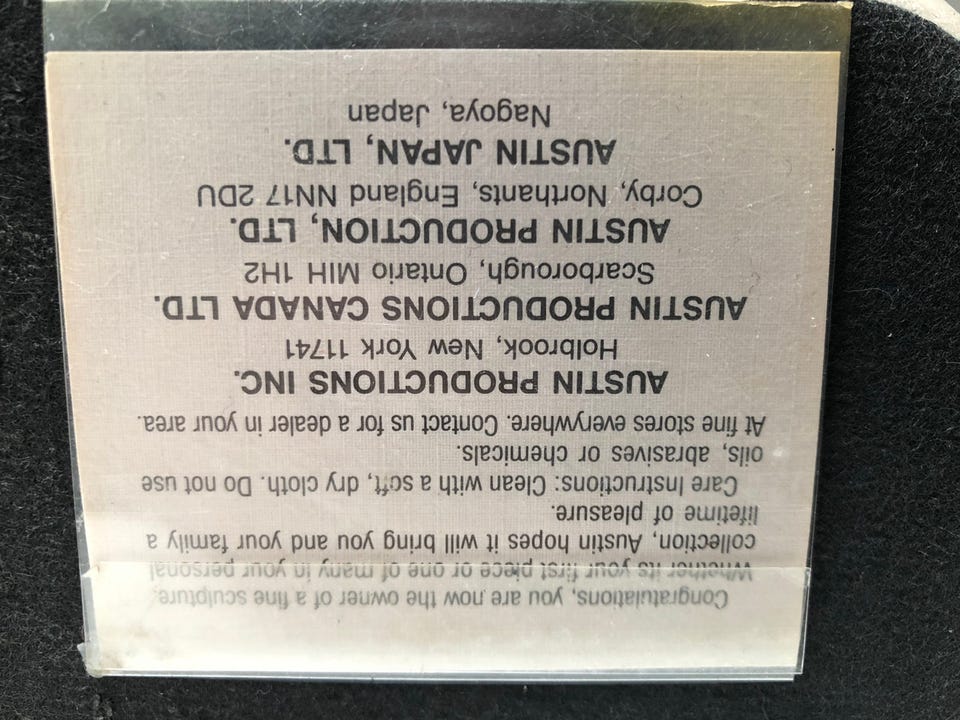 Congratulations, you are now the owner of a fine sculpture.
Whether its your first piece or one of many in your personal
collection, Austin hopes it will bring you and your family a
lifetime of pleasure.
Care Instructions: Clean with a soft, dry cloth. Do not use
oils, abrasives or chemicals.
At fine stores everywhere. Contact us for a dealer in your area.
AUSTIN PRODUCTIONS INC.
Holbrook, New York 11741
AUSTIN PRODUCTIONS CANADA LTD.
Scarborough, Ontario MIH 1H2
AUSTIN PRODUCTION, LTD.
Corby, Northants, England NN17 2DU
AUSTIN JAPAN, LTD.
Nagoya, Japan